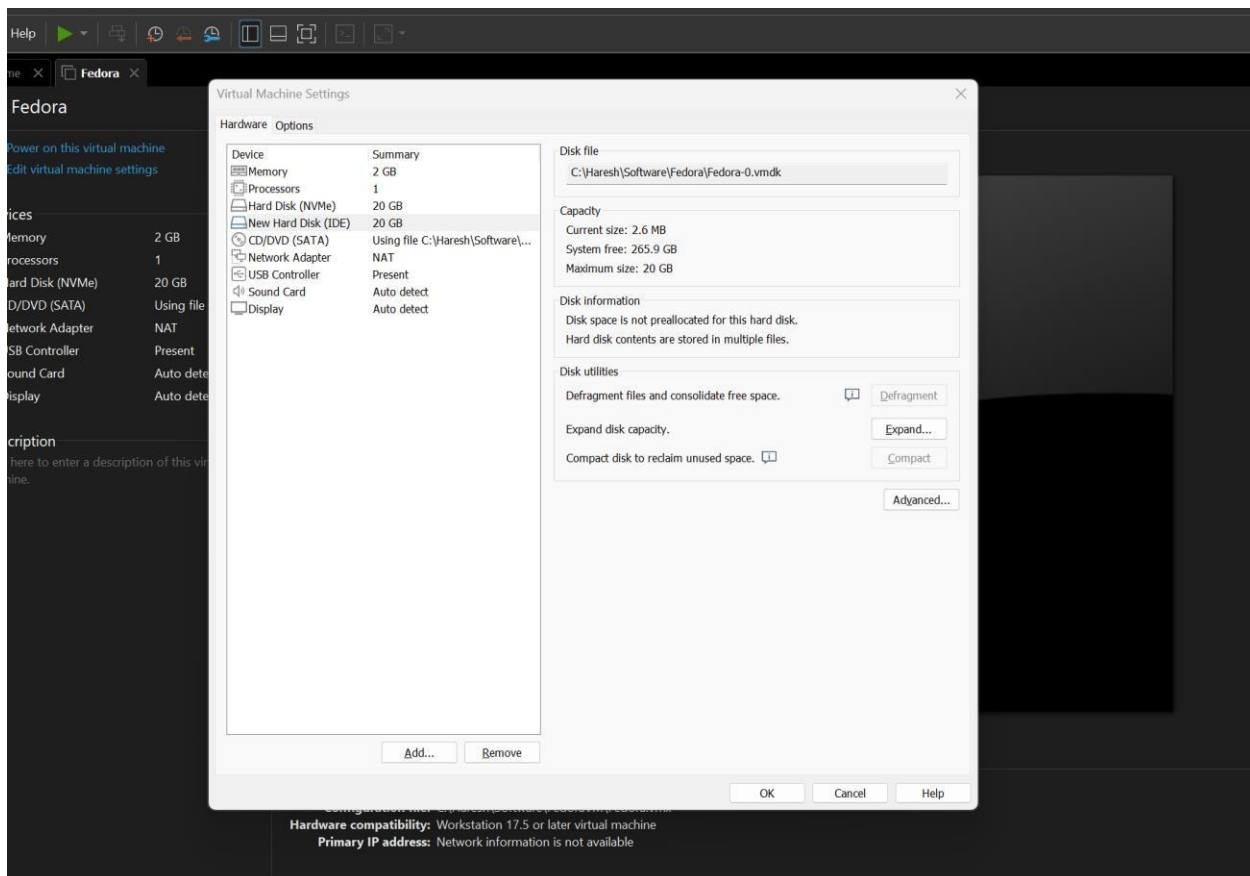 Help
me
Fedora
Fedora
Power on this virtual machine
Edit virtual machine settings
ices
Memory 2 GB
rocessors 1
ard Disk (NVMe) 20 GB
D/DVD (SATA) Using file
etwork Adapter NAT
SB Controller Present
ound Card Auto dete
isplay Auto dete
cription
here to enter a description of this vir
hine.
Virtual Machine Settings
Hardware Options
Device Summary
Memory 2 GB
Processors 1
Hard Disk (NVMe) 20 GB
New Hard Disk (IDE) 20 GB
CD/DVD (SATA) Using file C:\Haresh\Software\...
Network Adapter NAT
USB Controller Present
Sound Card Auto detect
Display Auto detect
Add... Remove
Disk file
C:\Haresh\Software\Fedora\Fedora-0.vmdk
Capacity
Current size: 2.6 MB
System free: 265.9 GB
Maximum size: 20 GB
Disk information
Disk space is not preallocated for this hard disk.
Hard disk contents are stored in multiple files.
Disk utilities
Defragment files and consolidate free space. Defragment
Expand disk capacity. Expand...
Compact disk to reclaim unused space. Compact
Advanced...
OK Cancel Help
Hardware compatibility: Workstation 17.5 or later virtual machine
Primary IP address: Network information is not available